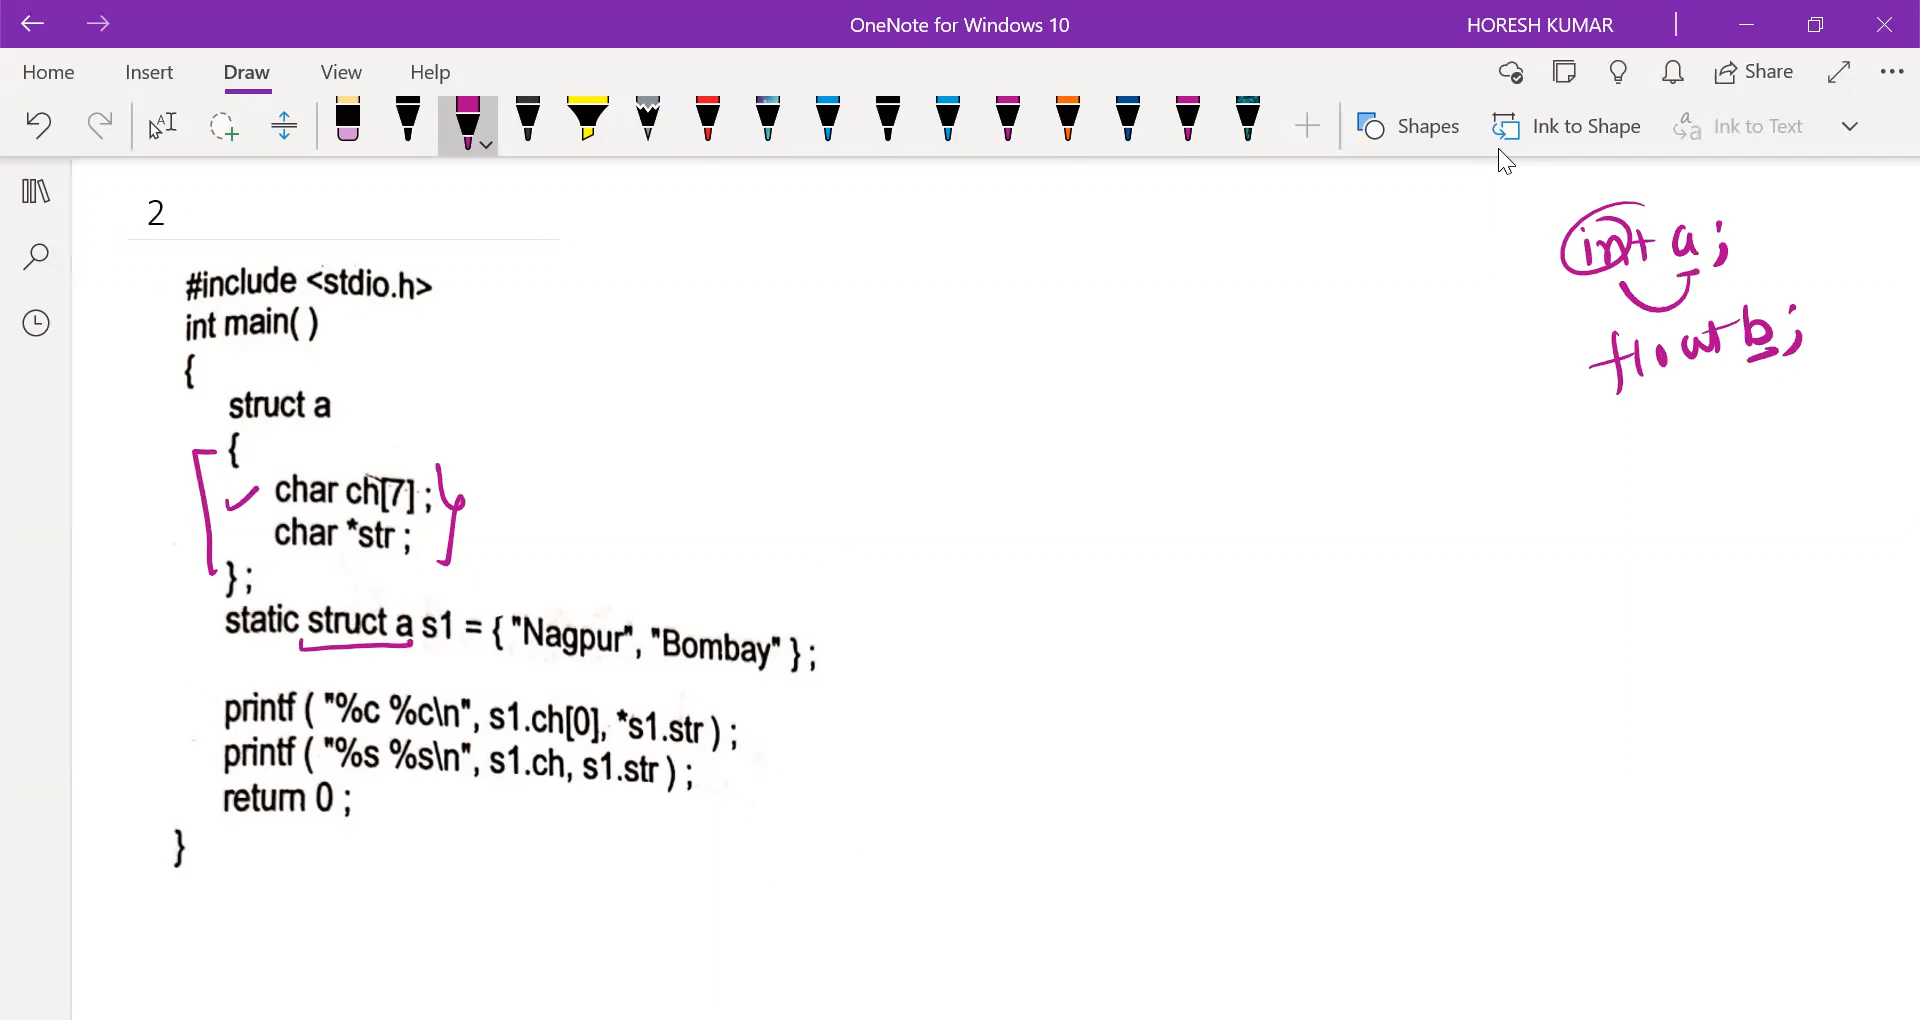 OneNote for Windows 10
HORESH KUMAR
Home Insert Draw View Help
Share
Shapes Ink to Shape Ink to Text
2
#include <stdio.h>
int main( )
{
struct a
{
char ch[7] ;
char *str ;
} ;
static struct a s1 = { "Nagpur", "Bombay" } ;
printf ( "%c %c\n", s1.ch[0], *s1.str ) ;
printf ( "%s %s\n", s1.ch, s1.str ) ;
return 0 ;
}
int a;
float b;